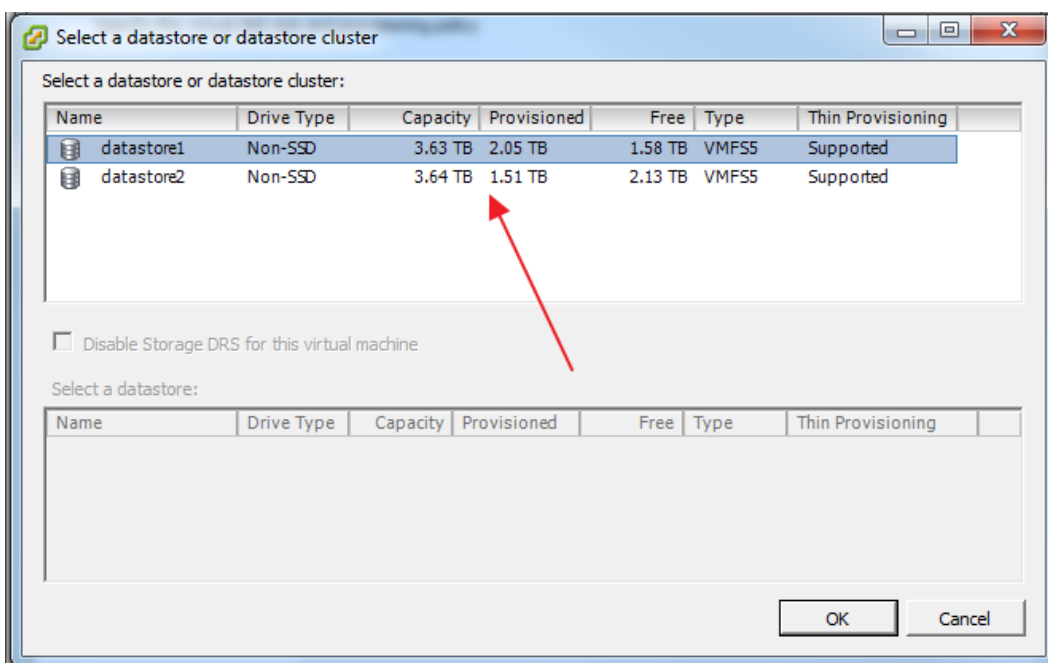 Select a datastore or datastore cluster
Select a datastore or datastore cluster:
Name Drive Type Capacity Provisioned Free Type Thin Provisioning
datastore1 Non-SSD 3.63 TB 2.05 TB 1.58 TB VMFS5 Supported
datastore2 Non-SSD 3.64 TB 1.51 TB 2.13 TB VMFS5 Supported
Disable Storage DRS for this virtual machine
Select a datastore:
Name Drive Type Capacity Provisioned Free Type Thin Provisioning
OK Cancel